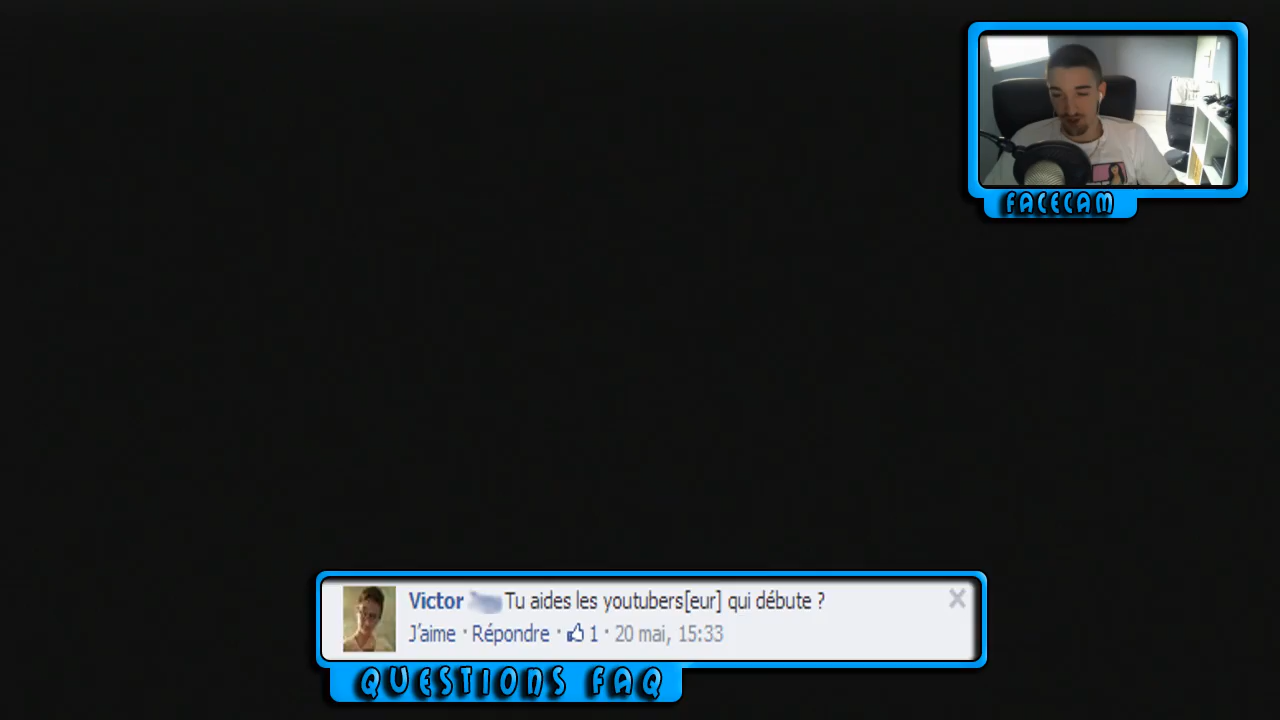 FACECAM
Victor Tu aides les youtubers[eur] qui débute ?
J'aime · Répondre · 1 · 20 mai, 15:33
QUESTIONS FAQ